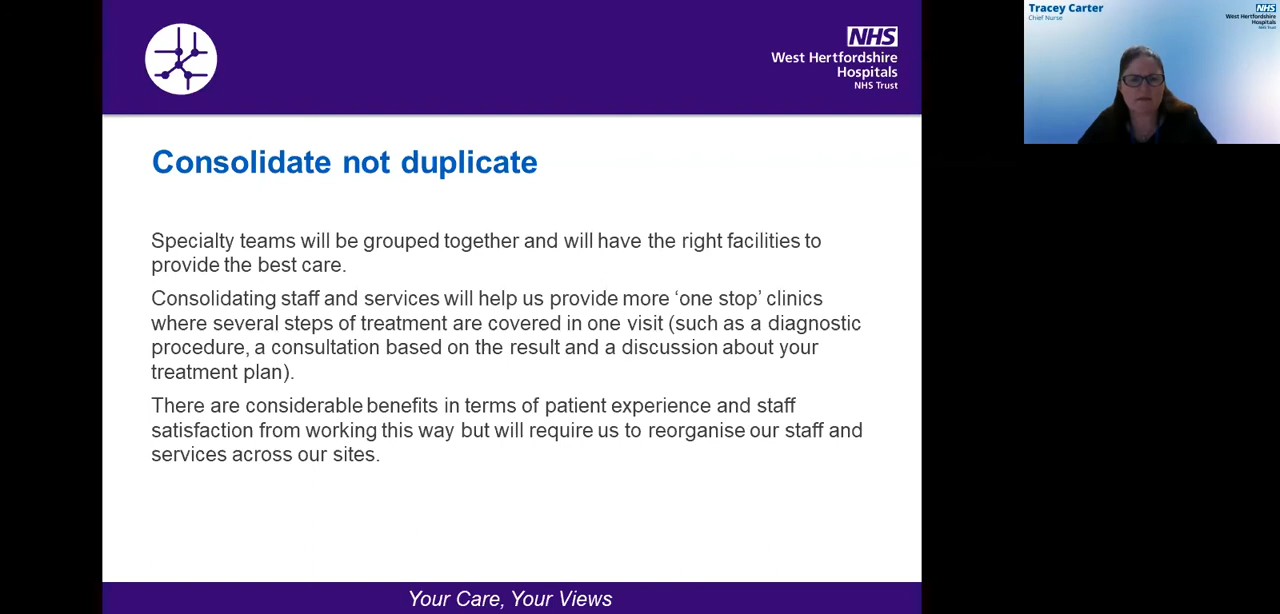 NHS
West Hertfordshire
Hospitals
NHS Trust
Consolidate not duplicate
Specialty teams will be grouped together and will have the right facilities to
provide the best care.
Consolidating staff and services will help us provide more ‘one stop’ clinics
where several steps of treatment are covered in one visit (such as a diagnostic
procedure, a consultation based on the result and a discussion about your
treatment plan).
There are considerable benefits in terms of patient experience and staff
satisfaction from working this way but will require us to reorganise our staff and
services across our sites.
Your Care, Your Views
Tracey Carter
Chief Nurse
NHS
West Hertfordshire
Hospitals
NHS Trust